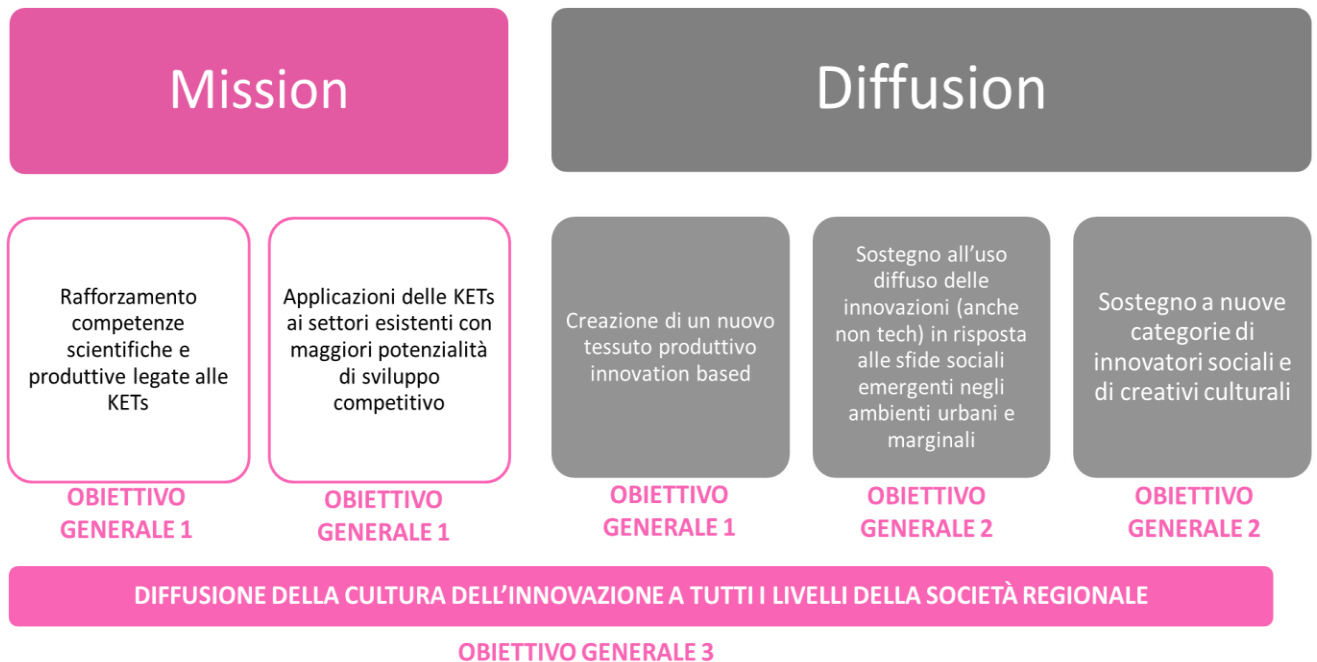 Mission
Diffusion
Rafforzamento
competenze
scientifiche e
produttive legate alle
KETs
Applicazioni delle KETs
ai settori esistenti con
maggiori potenzialità
di sviluppo
competitivo
Creazione di un nuovo
tessuto produttivo
innovation based
Sostegno all’uso
diffuso delle
innovazioni (anche
non tech) in risposta
alle sfide sociali
emergenti negli
ambienti urbani e
marginali
Sostegno a nuove
categorie di
innovatori sociali e
di creativi culturali
OBIETTIVO
GENERALE 1
OBIETTIVO
GENERALE 1
OBIETTIVO
GENERALE 1
OBIETTIVO
GENERALE 2
OBIETTIVO
GENERALE 2
DIFFUSIONE DELLA CULTURA DELL’INNOVAZIONE A TUTTI I LIVELLI DELLA SOCIETÀ REGIONALE
OBIETTIVO GENERALE 3